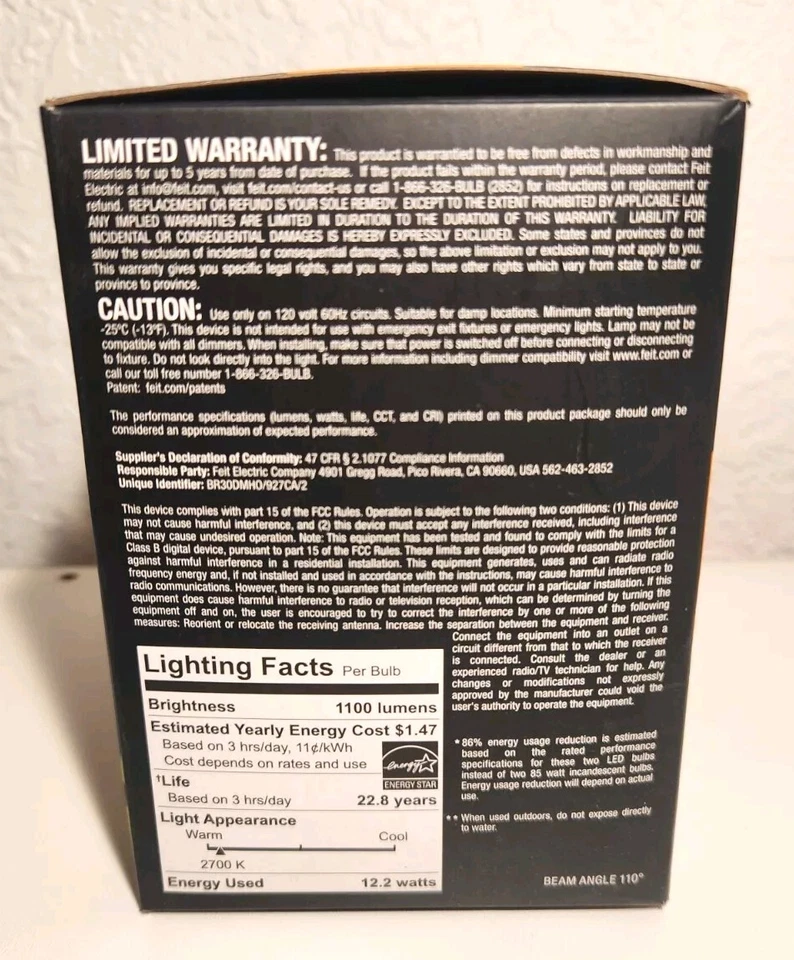 LIMITED WARRANTY: This product is warrantied to be free from defects in workmanship and
materials for up to 5 years from date of purchase. If the product fails within the warranty period, please contact Feit
Electric at info@feit.com, visit feit.com/contact-us or call 1-866-326-BULB (2852) for instructions on replacement or
refund. REPLACEMENT OR REFUND IS YOUR SOLE REMEDY. EXCEPT TO THE EXTENT PROHIBITED BY APPLICABLE LAW,
ANY IMPLIED WARRANTIES ARE LIMITED IN DURATION TO THE DURATION OF THIS WARRANTY. LIABILITY FOR
INCIDENTAL OR CONSEQUENTIAL DAMAGES IS HEREBY EXPRESSLY EXCLUDED. Some states and provinces do not
allow the exclusion of incidental or consequential damages, so the above limitation or exclusion may not apply to you.
This warranty gives you specific legal rights, and you may also have other rights which vary from state to state or
province to province.
CAUTION: Use only on 120 volt 60Hz circuits. Suitable for damp locations. Minimum starting temperature
-25°C (-13°F). This device is not intended for use with emergency exit fixtures or emergency lights. Lamp may not be
compatible with all dimmers. When installing, make sure that power is switched off before connecting or disconnecting
to fixture. Do not look directly into the light. For more information including dimmer compatibility visit www.feit.com or
call our toll free number 1-866-326-BULB.
Patent: feit.com/patents
The performance specifications (lumens, watts, life, CCT, and CRI) printed on this product package should only be
considered an approximation of expected performance.
Supplier's Declaration of Conformity: 47 CFR § 2.1077 Compliance Information
Responsible Party: Feit Electric Company 4901 Gregg Road, Pico Rivera, CA 90660, USA 562-463-2852
Unique Identifier: BR30DMHO/927CA/2
This device complies with part 15 of the FCC Rules. Operation is subject to the following two conditions: (1) This device
may not cause harmful interference, and (2) this device must accept any interference received, including interference
that may cause undesired operation. Note: This equipment has been tested and found to comply with the limits for a
Class B digital device, pursuant to part 15 of the FCC Rules. These limits are designed to provide reasonable protection
against harmful interference in a residential installation. This equipment generates, uses and can radiate radio
frequency energy and, if not installed and used in accordance with the instructions, may cause harmful interference to
radio communications. However, there is no guarantee that interference will not occur in a particular installation. If this
equipment does cause harmful interference to radio or television reception, which can be determined by turning the
equipment off and on, the user is encouraged to try to correct the interference by one or more of the following
measures: Reorient or relocate the receiving antenna. Increase the separation between the equipment and receiver.
Connect the equipment into an outlet on a
circuit different from that to which the receiver
is connected. Consult the dealer or an
experienced radio/TV technician for help. Any
changes or modifications not expressly
approved by the manufacturer could void the
user's authority to operate the equipment.
Lighting Facts Per Bulb
Brightness 1100 lumens
Estimated Yearly Energy Cost $1.47
Based on 3 hrs/day, 11¢/kWh
Cost depends on rates and use
energy
ENERGY STAR
†Life
Based on 3 hrs/day 22.8 years
Light Appearance
Warm Cool
2700 K
Energy Used 12.2 watts
*86% energy usage reduction is estimated
based on the rated performance
specifications for these two LED bulbs
instead of two 85 watt incandescent bulbs.
Energy usage reduction will depend on actual
use.
** When used outdoors, do not expose directly
to water.
BEAM ANGLE 110°